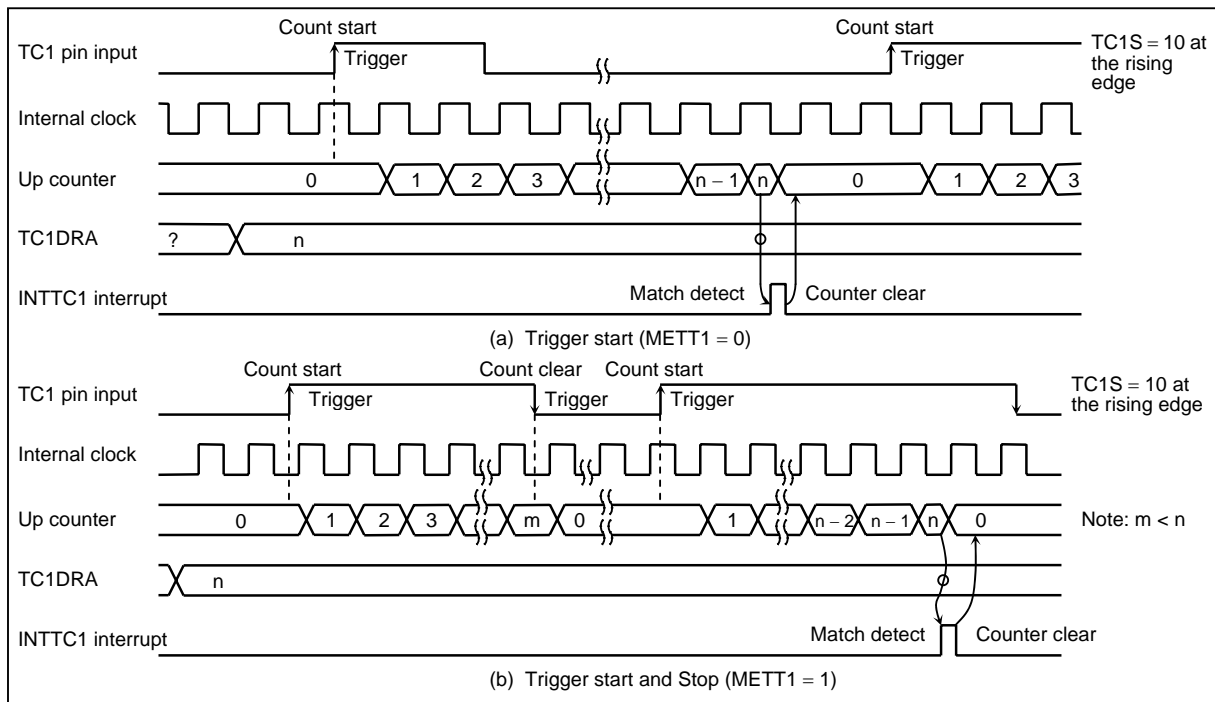 Count start
Count start
TC1 pin input
Trigger
Trigger
TC1S = 10 at
the rising
edge
Internal clock
Up counter
0 1 2 3 n – 1 n 0 1 2 3
TC1DRA
? n
INTTC1 interrupt
Match detect
Counter clear
(a) Trigger start (METT1 = 0)
Count start
Count clear
Count start
TC1 pin input
Trigger
Trigger
Trigger
TC1S = 10 at
the rising edge
Internal clock
Up counter
0 1 2 3 m 0 1 n – 2 n – 1 n 0
Note: m < n
TC1DRA
n
INTTC1 interrupt
Match detect
Counter clear
(b) Trigger start and Stop (METT1 = 1)